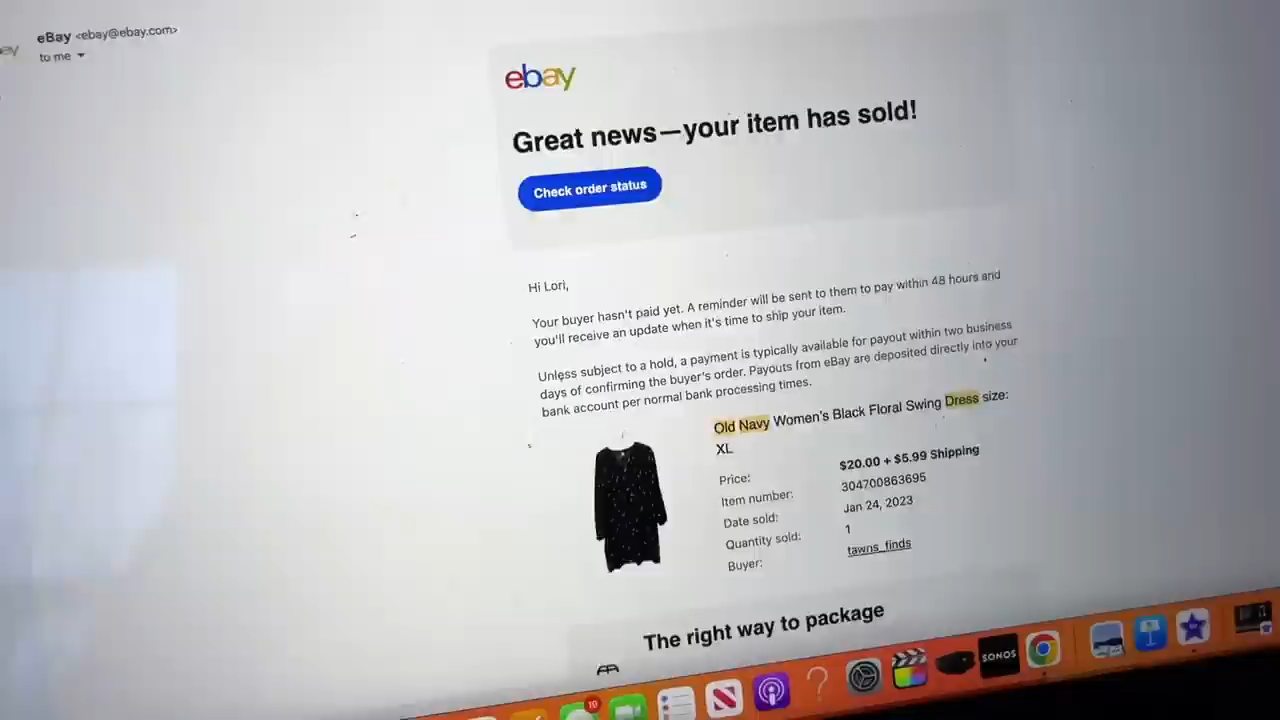 eBay <ebay@ebay.com>
to me
ebay
Great news—your item has sold!
Check order status
Hi Lori,
Your buyer hasn't paid yet. A reminder will be sent to them to pay within 48 hours and
you'll receive an update when it's time to ship your item.
Unless subject to a hold, a payment is typically available for payout within two business
days of confirming the buyer's order. Payouts from eBay are deposited directly into your
bank account per normal bank processing times.
Old Navy Women's Black Floral Swing Dress size:
XL
Price: $20.00 + $5.99 Shipping
Item number: 304700863695
Date sold: Jan 24, 2023
Quantity sold: 1
Buyer: tawns_finds
The right way to package
SONOS
19